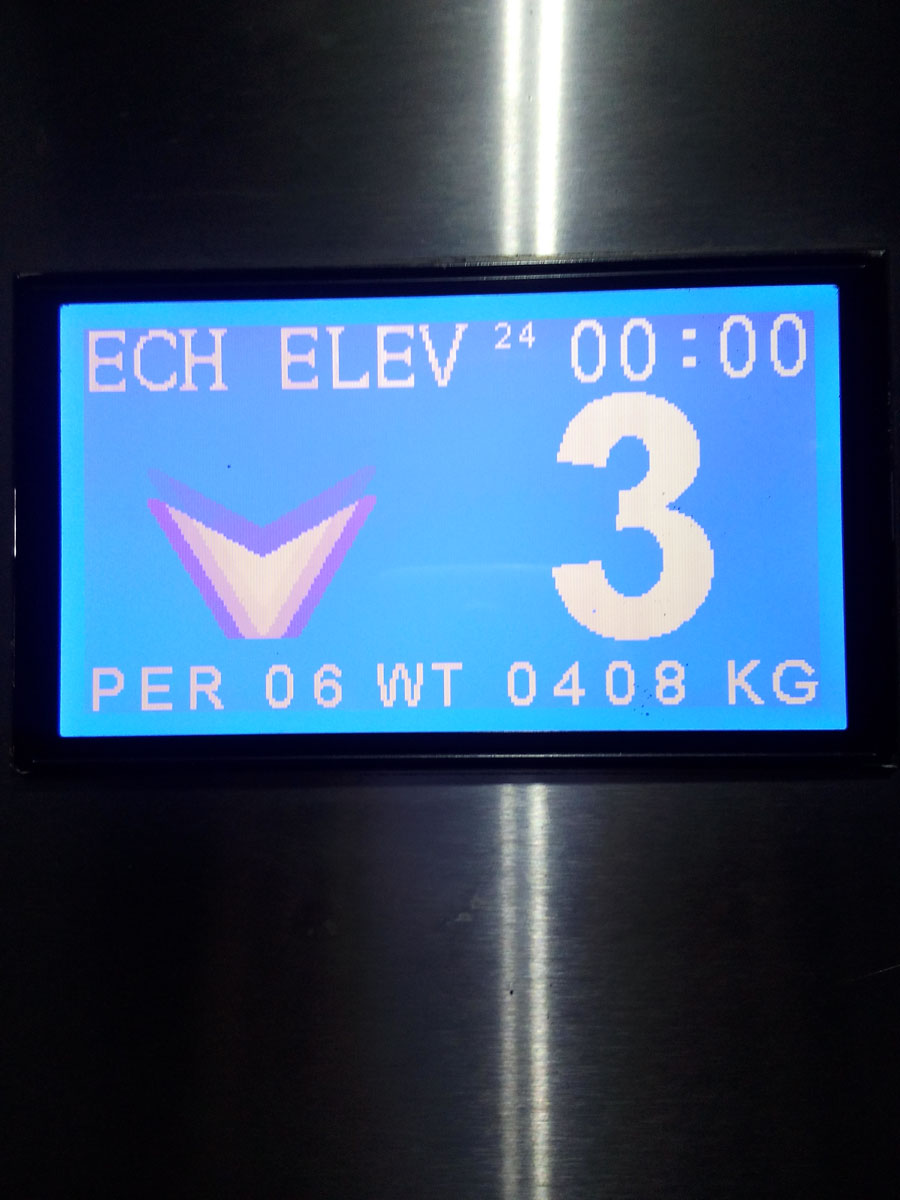 ECH ELEV 24 00:00
3
PER 06 WT 0408 KG